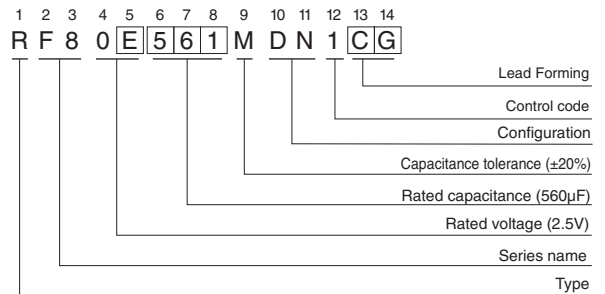 1 2 3 4 5 6 7 8 9 10 11 12 13 14
R F 8 0 E 5 6 1 M D N 1 C G
Lead Forming
Control code
Configuration
Capacitance tolerance (±20%)
Rated capacitance (560µF)
Rated voltage (2.5V)
Series name
Type